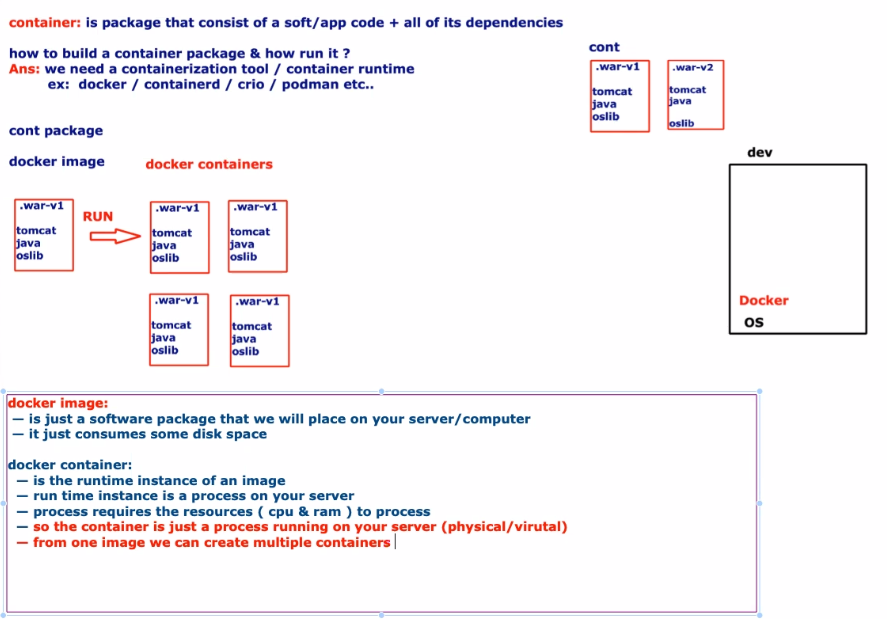 container: is package that consist of a soft/app code + all of its dependencies
how to build a container package & how run it ?
Ans: we need a containerization tool / container runtime
ex:  docker / containerd / crio / podman etc..
cont
.war-v1
tomcat
java
oslib
.war-v2
tomcat
java
oslib
cont package
docker image
docker containers
.war-v1
tomcat
java
oslib
RUN
.war-v1
tomcat
java
oslib
.war-v1
tomcat
java
oslib
.war-v1
tomcat
java
oslib
.war-v1
tomcat
java
oslib
dev
Docker
OS
docker image:
— is just a software package that we will place on your server/computer
— it just consumes some disk space
docker container:
— is the runtime instance of an image
— run time instance is a process on your server
— process requires the resources ( cpu & ram ) to process
— so the container is just a process running on your server (physical/virutal)
— from one image we can create multiple containers